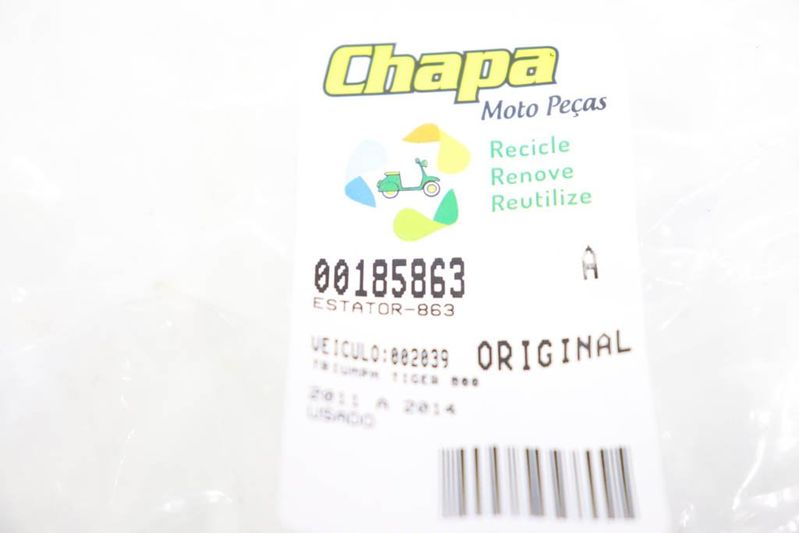 Chapa
Moto Peças
Recicle
Renove
Reutilize
00185863
A
ESTATOR-863
VEICULO:002039
ORIGINAL
TRIUMPH TIGER 800
2011 A 2014
USADO